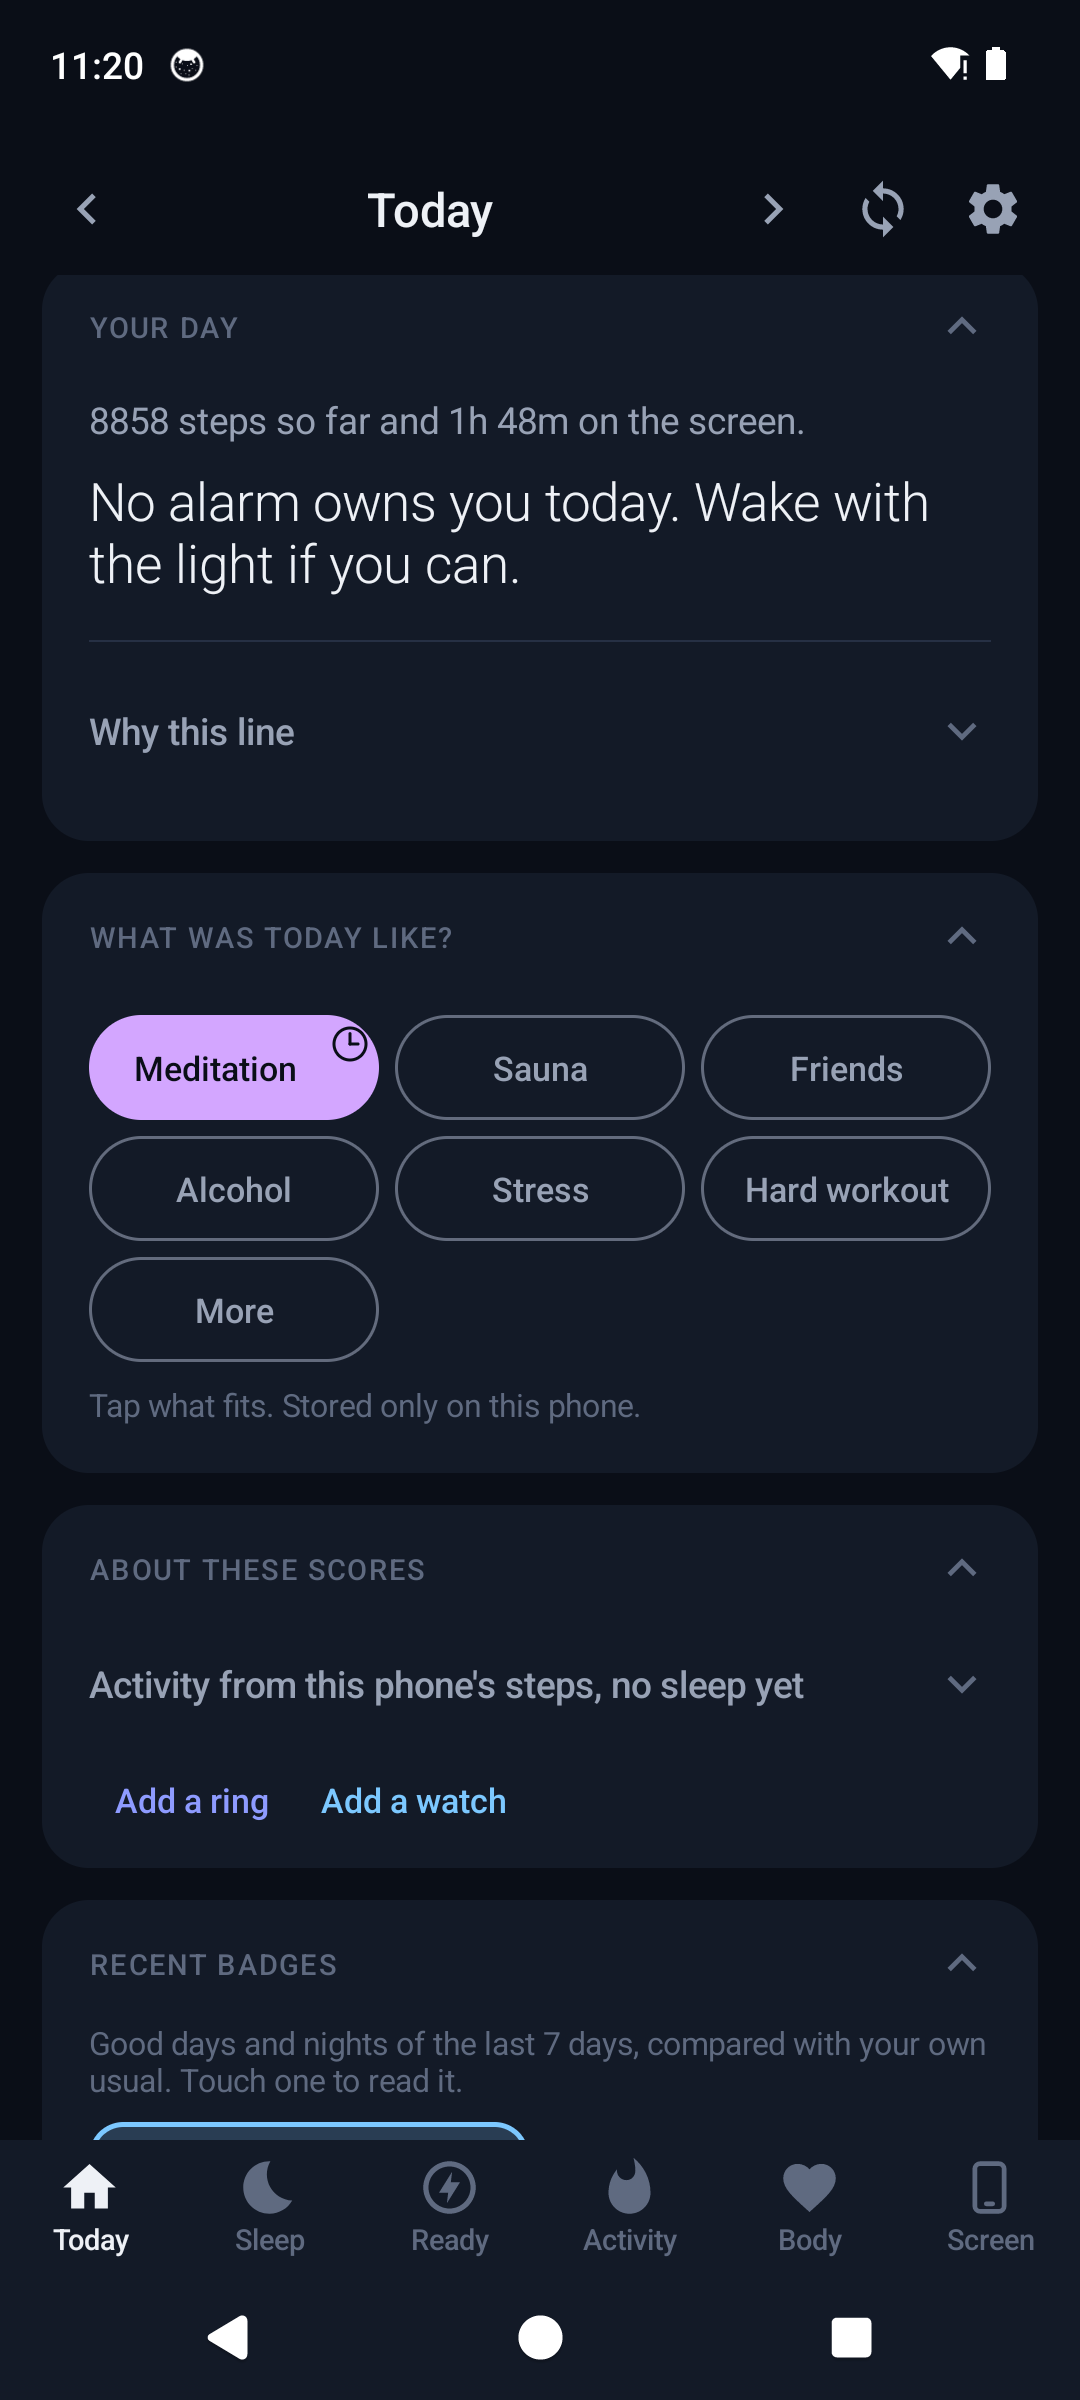 11:20
Today
YOUR DAY
8858 steps so far and 1h 48m on the screen.
No alarm owns you today. Wake with
the light if you can.
Why this line
WHAT WAS TODAY LIKE?
Meditation
Sauna
Friends
Alcohol
Stress
Hard workout
More
Tap what fits. Stored only on this phone.
ABOUT THESE SCORES
Activity from this phone's steps, no sleep yet
Add a ring
Add a watch
RECENT BADGES
Good days and nights of the last 7 days, compared with your own
usual. Touch one to read it.
Today
Sleep
Ready
Activity
Body
Screen